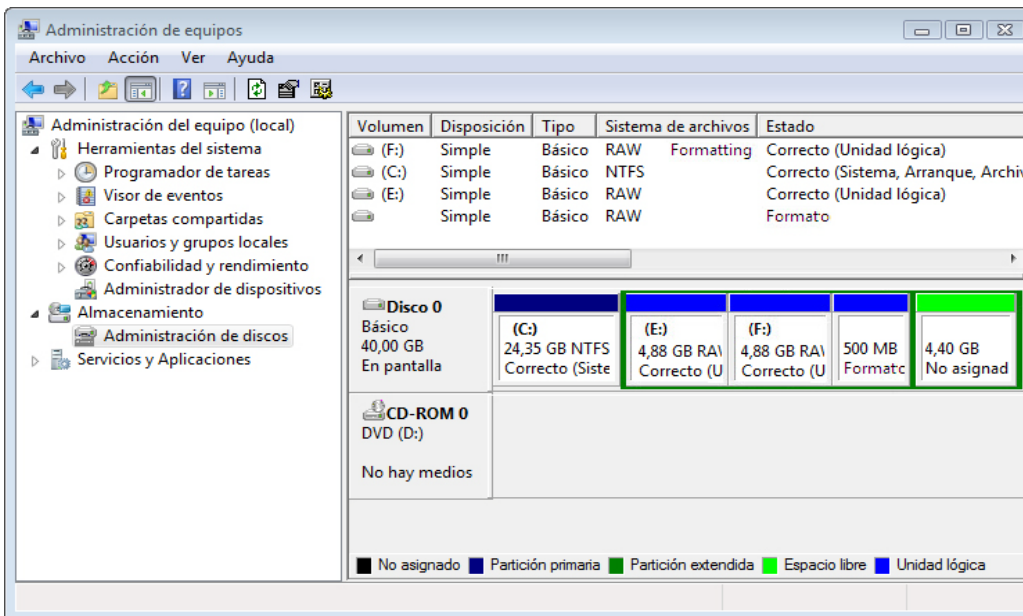 Administración de equipos
Archivo Acción Ver Ayuda
Administración del equipo (local)
Herramientas del sistema
Programador de tareas
Visor de eventos
Carpetas compartidas
Usuarios y grupos locales
Confiabilidad y rendimiento
Administrador de dispositivos
Almacenamiento
Administración de discos
Servicios y Aplicaciones
Volumen Disposición Tipo Sistema de archivos Estado
(F:) Simple Básico RAW Formatting Correcto (Unidad lógica)
(C:) Simple Básico NTFS Correcto (Sistema, Arranque, Archiv
(E:) Simple Básico RAW Correcto (Unidad lógica)
Simple Básico RAW Formato
Disco 0
Básico
40,00 GB
En pantalla
(C:)
24,35 GB NTFS
Correcto (Siste
(E:)
4,88 GB RA
Correcto (U
(F:)
4,88 GB RA
Correcto (U
500 MB
Formatc
4,40 GB
No asignad
CD-ROM 0
DVD (D:)
No hay medios
No asignado Partición primaria Partición extendida Espacio libre Unidad lógica